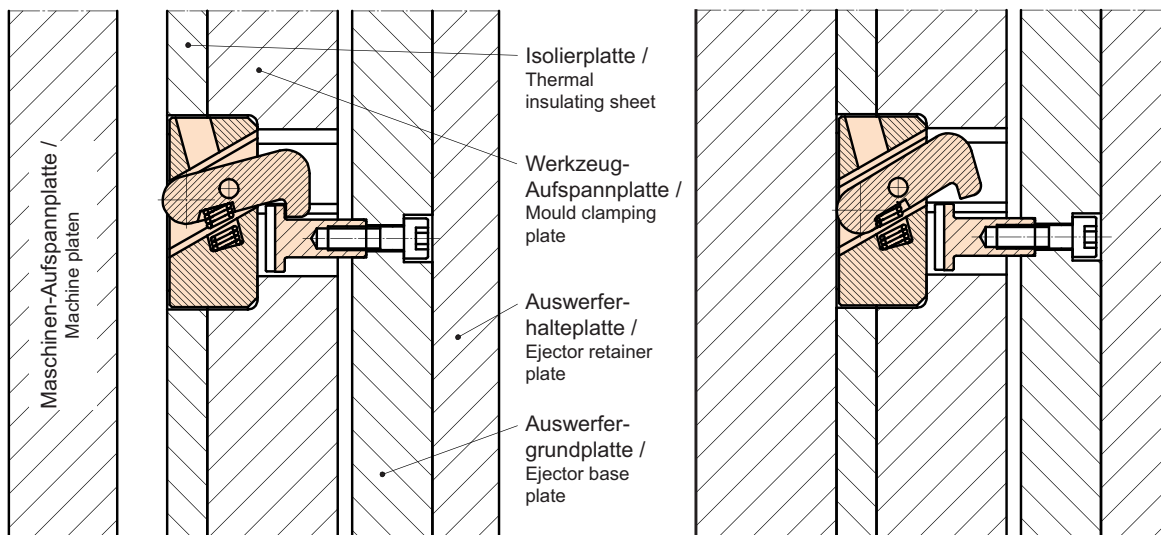 Maschinen-Aufspannplatte /
Machine platen
Isolierplatte /
Thermal
insulating sheet
Werkzeug-
Aufspannplatte /
Mould clamping
plate
Auswerfer-
halteplatte /
Ejector retainer
plate
Auswerfer-
grundplatte /
Ejector base
plate